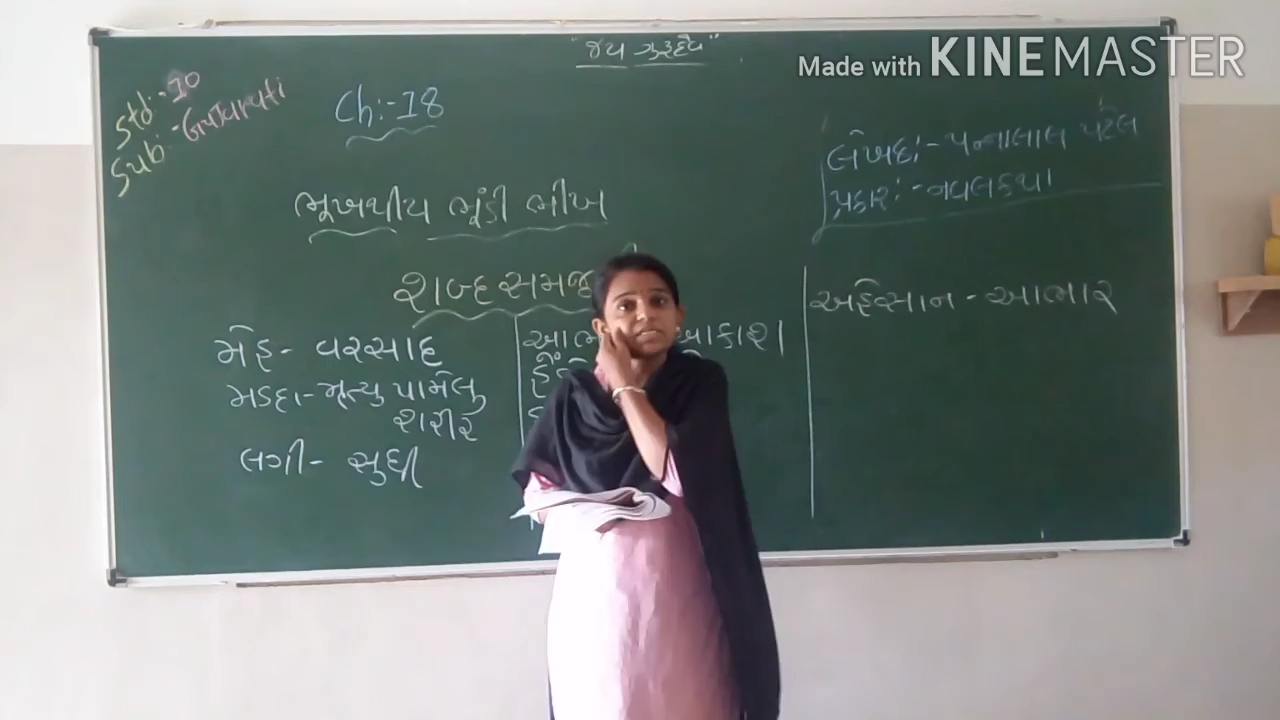 "જય ગુરુદેવ"
Made with KINEMASTER
Std:-10
Sub:-Gujarati
Ch:-18
લેખક:- પન્નાલાલ પટેલ
પ્રકાર:- નવલકથા
ભૂખથીય ભૂંડી ભીખ
શબ્દસમજૂ
મેહ- વરસાદ
મડદા-મૃત્યુ પામેલુ
શરીર
લગી- સુધી
આભ આકાશ
અહેસાન - આભાર